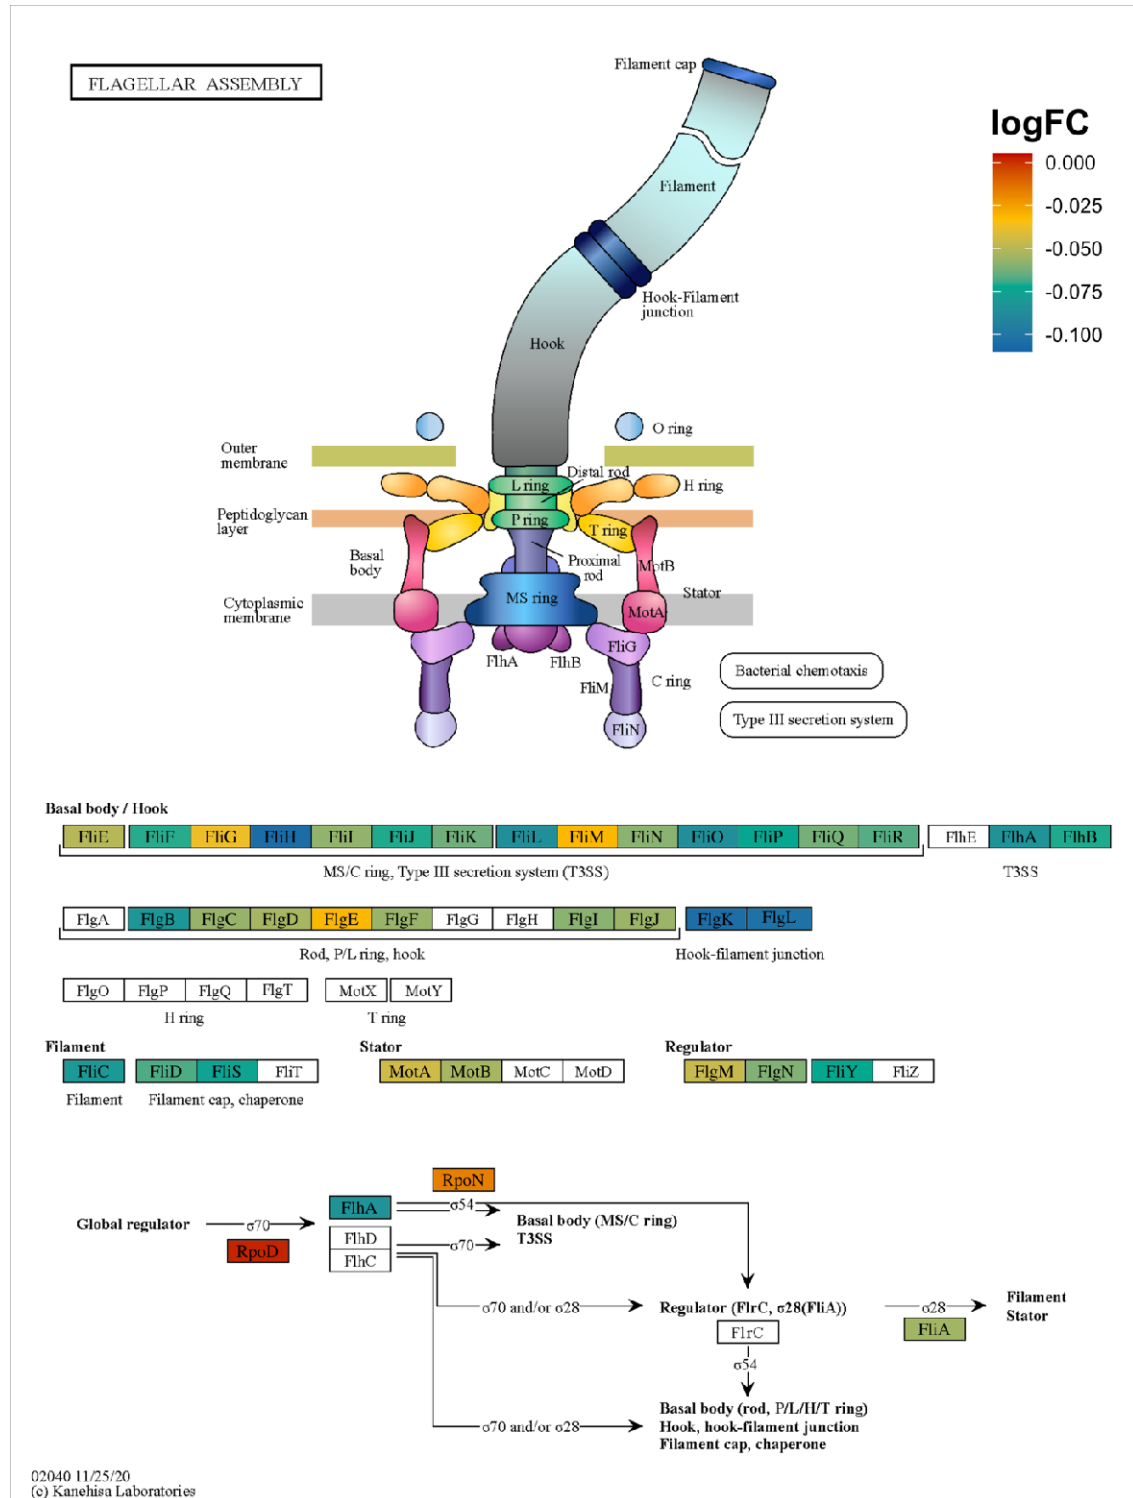 FLAGELLAR ASSEMBLY
Filament cap
logFC
0.000
-0.025
-0.050
-0.075
-0.100
Filament
Hook-Filament
junction
Hook
O ring
Outer
membrane
Distal rod
L ring
H ring
Peptidoglycan
layer
P ring
T ring
Basal
body
Proximal
rod
MotB
Stator
MS ring
Cytoplasmic
membrane
MotA
FlhA
FlhB
FliG
FliM
C ring
FliN
Bacterial chemotaxis
Type III secretion system
Basal body / Hook
FliE FliF FliG FliH FliI FliJ FliK FliL FliM FliN FliO FliP FliQ FliR FlhE FlhA FlhB
MS/C ring, Type III secretion system (T3SS) T3SS
FlgA FlgB FlgC FlgD FlgE FlgF FlgG FlgH FlgI FlgJ FlgK FlgL
Rod, P/L ring, hook Hook-filament junction
FlgO FlgP FlgQ FlgT MotX MotY
H ring T ring
Filament Stator Regulator
FliC FliD FliS FliT MotA MotB MotC MotD FlgM FlgN FliY FliZ
Filament Filament cap, chaperone
RpoN
FlhA σ54
Global regulator σ70 Basal body (MS/C ring)
RpoD FlhD σ70 T3SS
FlhC
σ70 and/or σ28 Regulator (FlrC, σ28(FliA)) σ28 Filament
Stator
FlrC FliA
σ54
Basal body (rod, P/L/H/T ring)
σ70 and/or σ28 Hook, hook-filament junction
Filament cap, chaperone
02040 11/25/20
(c) Kanehisa Laboratories